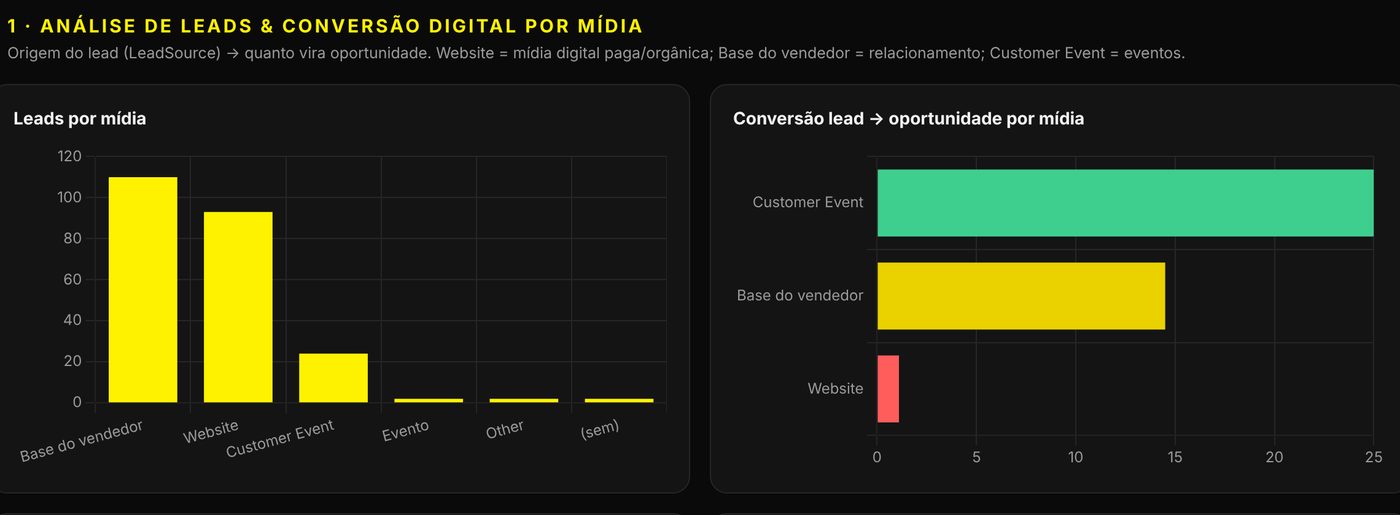 1 · ANÁLISE DE LEADS & CONVERSÃO DIGITAL POR MÍDIA
Origem do lead (LeadSource) → quanto vira oportunidade. Website = mídia digital paga/orgânica; Base do vendedor = relacionamento; Customer Event = eventos.
Leads por mídia
120
100
80
60
40
20
0
Base do vendedor
Website
Customer Event
Evento
Other
(sem)
Conversão lead → oportunidade por mídia
Customer Event
Base do vendedor
Website
0 5 10 15 20 25